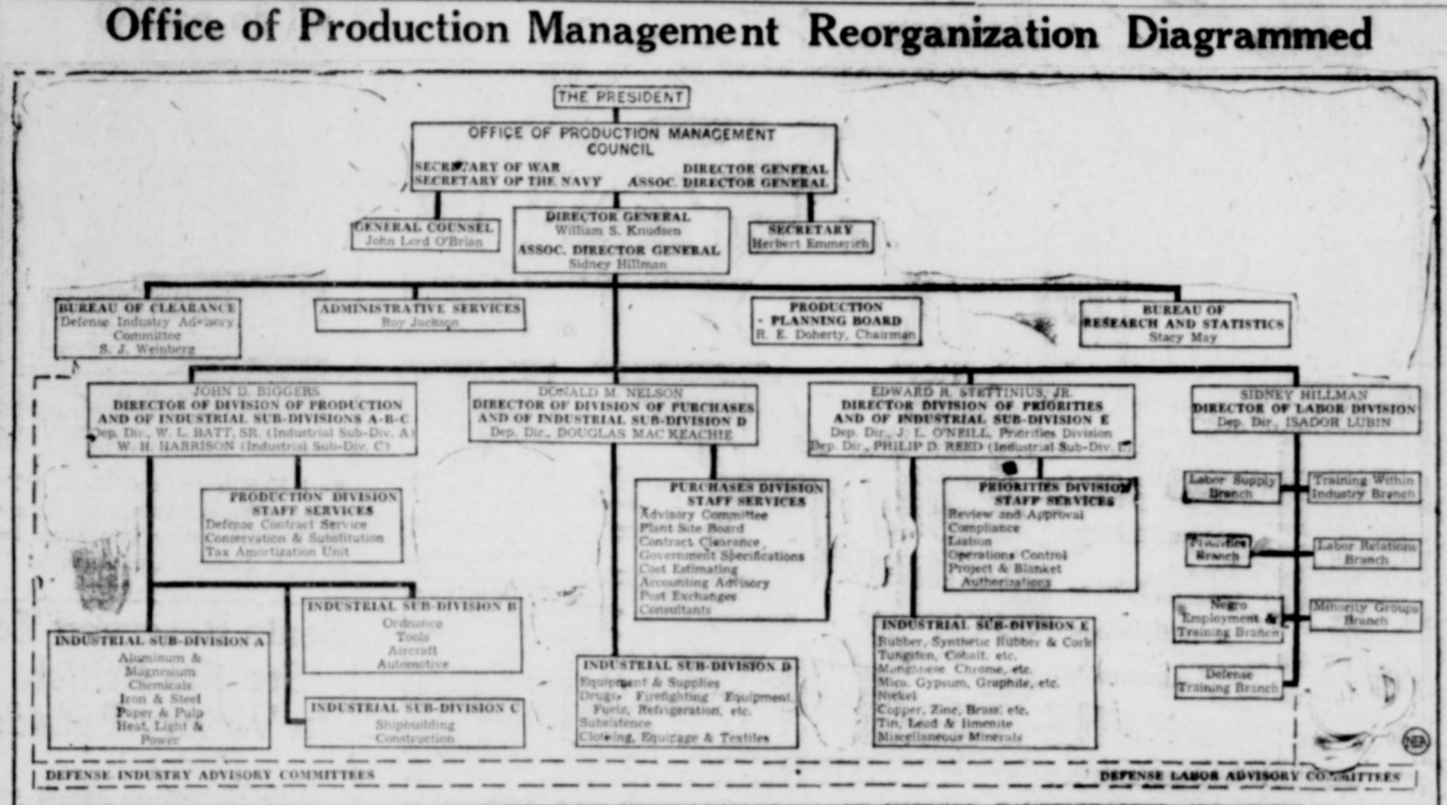 Office of Production Management Reorganization Diagrammed
THE PRESIDENT
OFFICE OF PRODUCTION MANAGEMENT
COUNCIL
SECRETARY OF WAR DIRECTOR GENERAL
SECRETARY OF THE NAVY ASSOC. DIRECTOR GENERAL
GENERAL COUNSEL
John Lord O'Brian
DIRECTOR GENERAL
William S. Knudsen
ASSOC. DIRECTOR GENERAL
Sidney Hillman
SECRETARY
Herbert Emmerich
BUREAU OF CLEARANCE
Defense Industry Advisory
Committee
S. J. Weinberg
ADMINISTRATIVE SERVICES
Roy Jackson
PRODUCTION
PLANNING BOARD
R. E. Doherty, Chairman
BUREAU OF
RESEARCH AND STATISTICS
Stacy May
JOHN D. BIGGERS
DIRECTOR OF DIVISION OF PRODUCTION
AND OF INDUSTRIAL SUB-DIVISIONS A-B-C
Dep. Dir., W. L. BATT, SR. (Industrial Sub-Div. A)
W. H. HARRISON (Industrial Sub-Div. C)
DONALD M. NELSON
DIRECTOR OF DIVISION OF PURCHASES
AND OF INDUSTRIAL SUB-DIVISION D
Dep. Dir., DOUGLAS MAC KEACHIE
EDWARD R. STETTINIUS, JR.
DIRECTOR DIVISION OF PRIORITIES
AND OF INDUSTRIAL SUB-DIVISION E
Dep. Dir., J. L. O'NEILL, Priorities Division
Dep. Dir., PHILIP D. REED (Industrial Sub-Div. E)
SIDNEY HILLMAN
DIRECTOR OF LABOR DIVISION
Dep. Dir., ISADOR LUBIN
PRODUCTION DIVISION
STAFF SERVICES
Defense Contract Service
Conservation & Substitution
Tax Amortization Unit
PURCHASES DIVISION
STAFF SERVICES
Advisory Committee
Plant Site Board
Contract Clearance
Government Specifications
Cost Estimating
Accounting Advisory
Post Exchanges
Consultants
PRIORITIES DIVISION
STAFF SERVICES
Review and Approval
Compliance
Liaison
Operations Control
Project & Blanket
Authorizations
Labor Supply
Branch
Training Within
Industry Branch
Priorities
Branch
Labor Relations
Branch
Negro
Employment &
Training Branch
Minority Groups
Branch
Defense
Training Branch
INDUSTRIAL SUB-DIVISION A
Aluminum &
Magnesium
Chemicals
Iron & Steel
Paper & Pulp
Heat, Light &
Power
INDUSTRIAL SUB-DIVISION B
Ordnance
Tools
Aircraft
Automotive
INDUSTRIAL SUB-DIVISION C
Shipbuilding
Construction
INDUSTRIAL SUB-DIVISION D
Equipment & Supplies
Drugs, Firefighting Equipment,
Fuels, Refrigeration, etc.
Subsistence
Clothing, Equipage & Textiles
INDUSTRIAL SUB-DIVISION E
Rubber, Synthetic Rubber & Cork
Tungsten, Cobalt, etc.
Manganese Chrome, etc.
Mica, Gypsum, Graphite, etc.
Nickel
Copper, Zinc, Brass, etc.
Tin, Lead & Ilmenite
Miscellaneous Minerals
NEA
DEFENSE INDUSTRY ADVISORY COMMITTEES
DEFENSE LABOR ADVISORY COMMITTEES